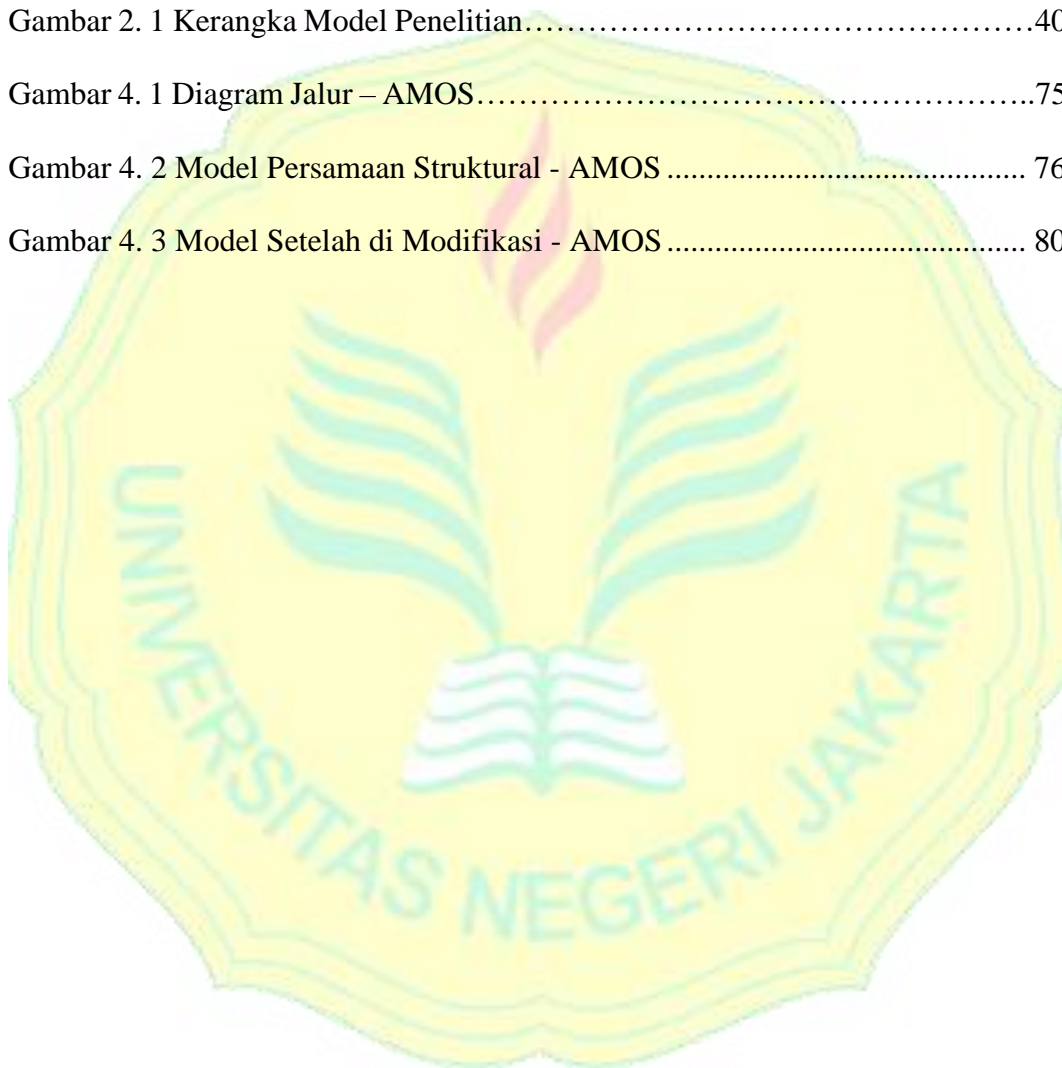 Gambar 2. 1 Kerangka Model Penelitian…………………………………………40
Gambar 4. 1 Diagram Jalur – AMOS……………………………………………..75
Gambar 4. 2 Model Persamaan Struktural - AMOS ....................................... 76
Gambar 4. 3 Model Setelah di Modifikasi - AMOS ....................................... 80
UNIVERSITAS NEGERI JAKARTA